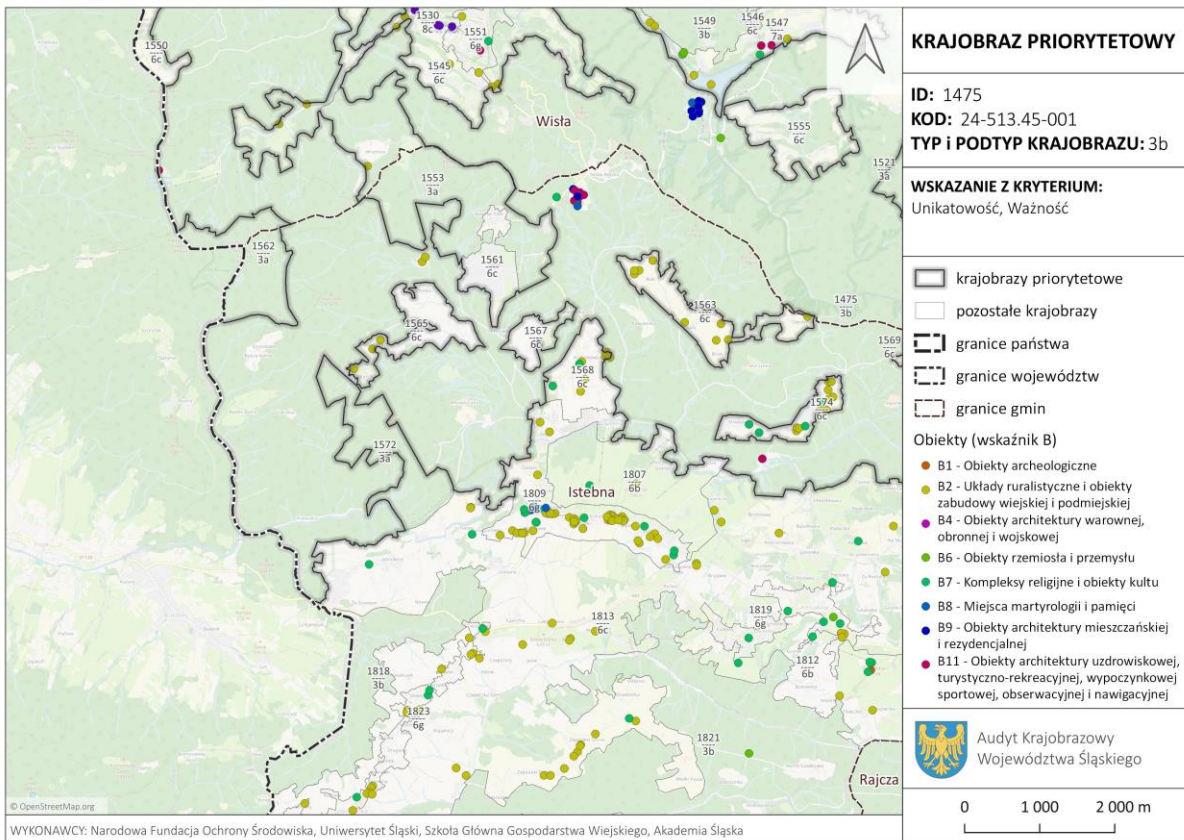 KRAJOBRAZ PRIORYTETOWY
ID: 1475
KOD: 24-513.45-001
TYP i PODTYP KRAJOBRAZU: 3b
WSKAZANIE Z KRYTERIUM:
Unikatowość, Ważność
krajobrazy priorytetowe
pozostałe krajobrazy
granice państwa
granice województw
granice gmin
Obiekty (wskaźnik B)
B1 - Obiekty archeologiczne
B2 - Układy ruralistyczne i obiekty
zabudowy wiejskiej i podmiejskiej
B4 - Obiekty architektury warownej,
obronnej i wojskowej
B6 - Obiekty rzemiosła i przemysłu
B7 - Kompleksy religijne i obiekty kultu
B8 - Miejsca martyrologii i pamięci
B9 - Obiekty architektury mieszczańskiej
i rezydencjalnej
B11 - Obiekty architektury uzdrowiskowej,
turystyczno-rekreacyjnej, wypoczynkowej
sportowej, obserwacyjnej i nawigacyjnej
Audyt Krajobrazowy
Województwa Śląskiego
0 1 000 2 000 m
1530
8c
1551
6g
1549
3b
1546
6c
1547
7a
1550
6c
1545
6c
Wisła
1555
6c
1521
3a
1553
3a
1562
3a
1561
6c
1563
6c
1475
3b
1565
6c
1567
6b
1569
6c
1568
6c
1574
6c
1572
3a
1807
6b
Istebna
1809
6g
1813
6c
1819
6g
1818
3b
1812
6b
1823
6g
1821
3b
Rajcza
© OpenStreetMap.org
WYKONAWCY: Narodowa Fundacja Ochrony Środowiska, Uniwersytet Śląski, Szkoła Główna Gospodarstwa Wiejskiego, Akademia Śląska